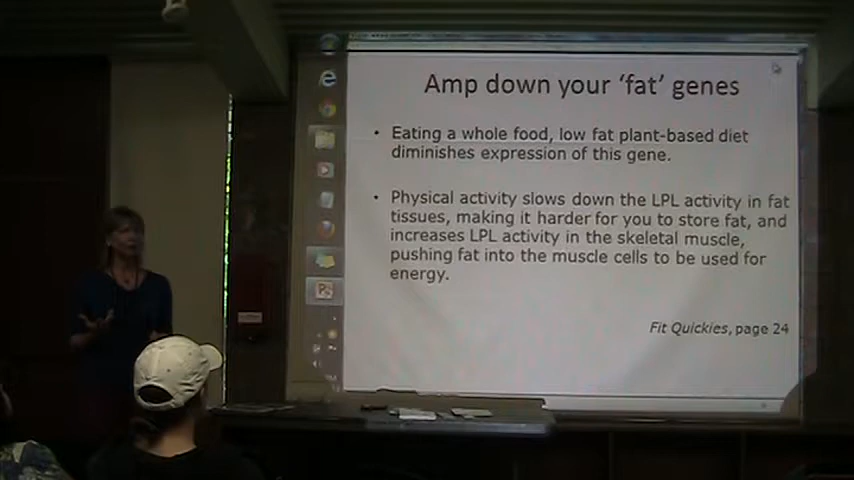 Amp down your 'fat' genes
• Eating a whole food, low fat plant-based diet
diminishes expression of this gene.
• Physical activity slows down the LPL activity in fat
tissues, making it harder for you to store fat, and
increases LPL activity in the skeletal muscle,
pushing fat into the muscle cells to be used for
energy.
Fit Quickies, page 24